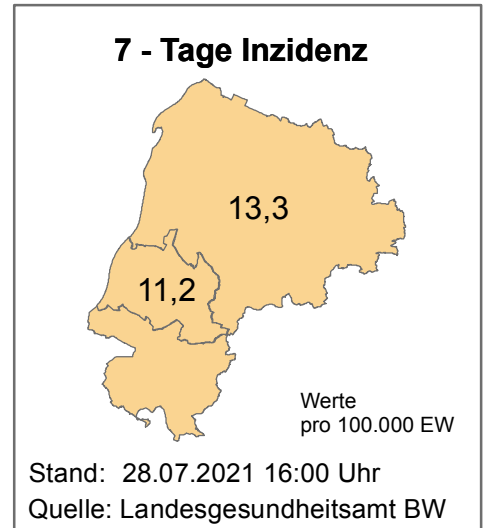 7 - Tage Inzidenz
13,3
11,2
Werte
pro 100.000 EW
Stand: 28.07.2021 16:00 Uhr
Quelle: Landesgesundheitsamt BW